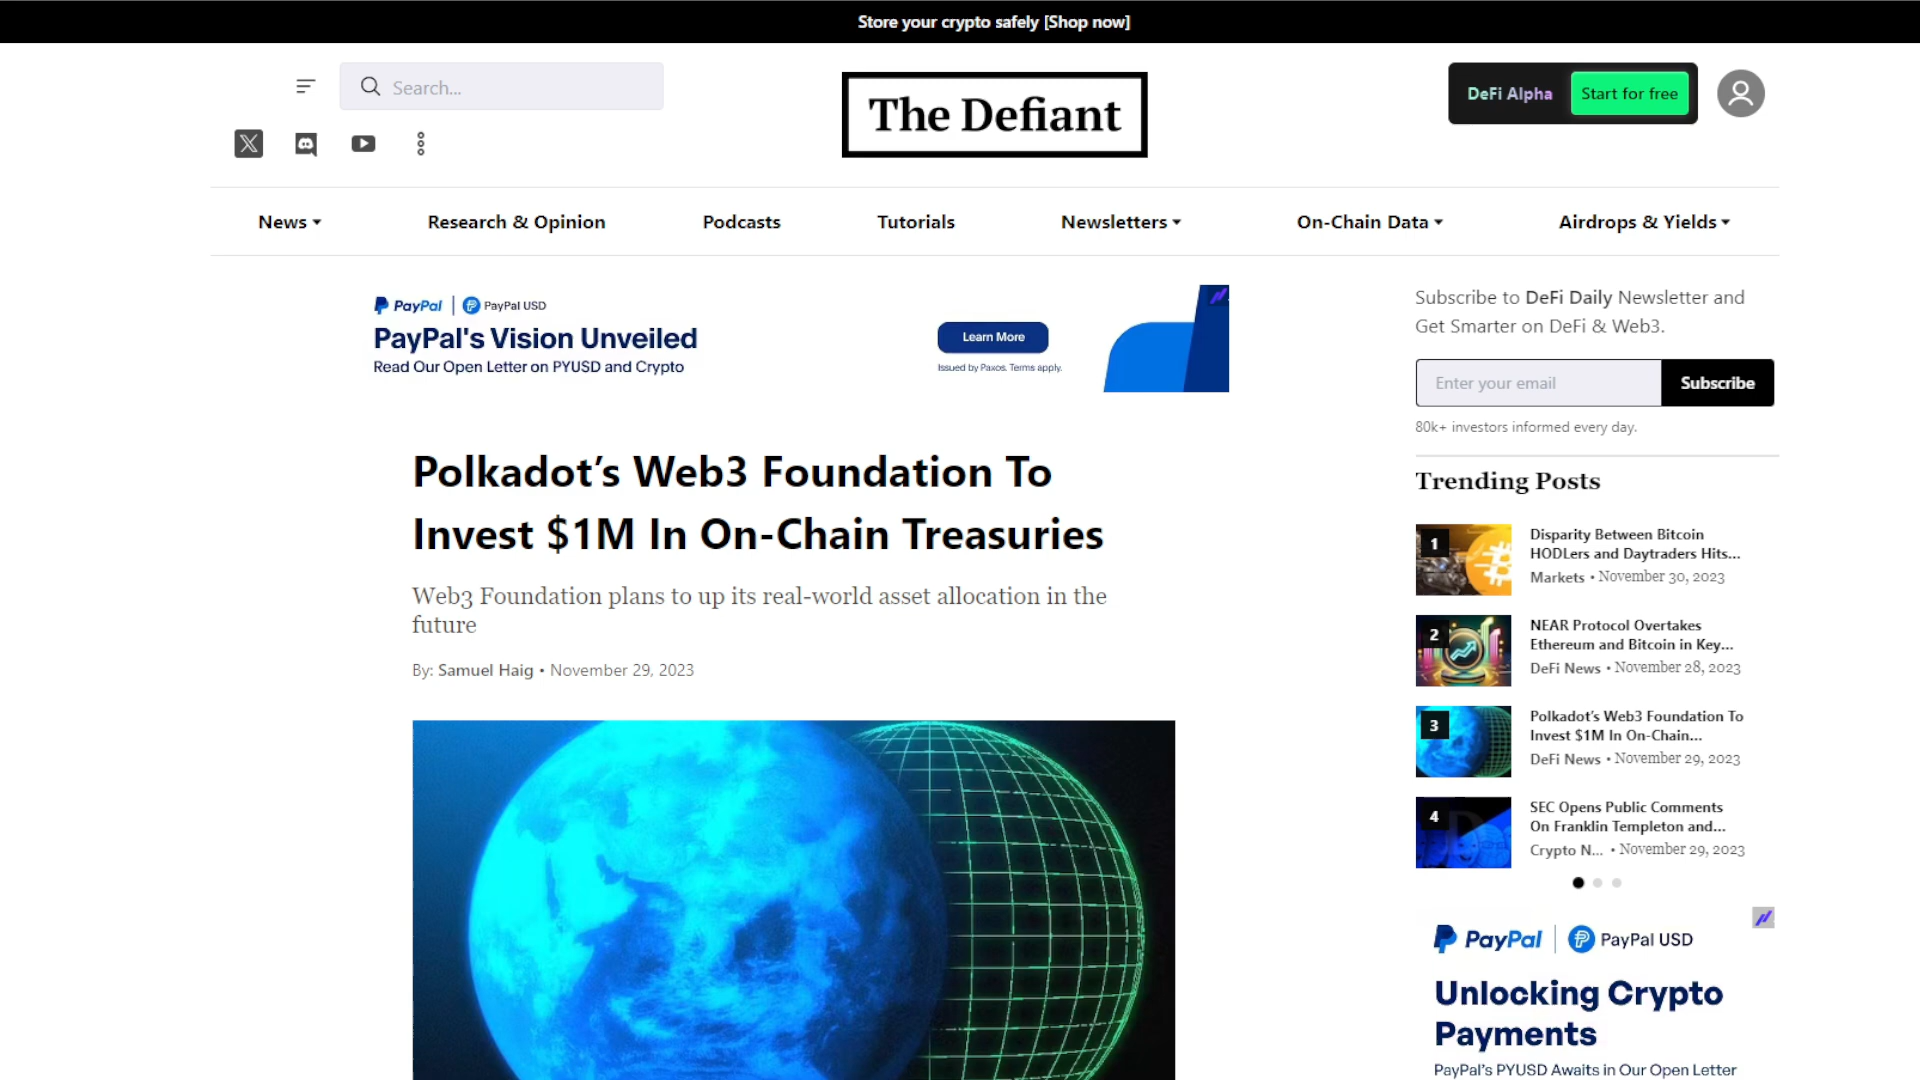 Store your crypto safely [Shop now]
Search...
The Defiant
DeFi Alpha
Start for free
News
Research & Opinion
Podcasts
Tutorials
Newsletters
On-Chain Data
Airdrops & Yields
PayPal | PayPal USD
PayPal's Vision Unveiled
Read Our Open Letter on PYUSD and Crypto
Learn More
Issued by Paxos. Terms apply.
Polkadot’s Web3 Foundation To
Invest $1M In On-Chain Treasuries
Web3 Foundation plans to up its real-world asset allocation in the
future
By: Samuel Haig • November 29, 2023
Subscribe to DeFi Daily Newsletter and
Get Smarter on DeFi & Web3.
Enter your email
Subscribe
80k+ investors informed every day.
Trending Posts
1
Disparity Between Bitcoin
HODLers and Daytraders Hits...
Markets • November 30, 2023
2
NEAR Protocol Overtakes
Ethereum and Bitcoin in Key...
DeFi News • November 28, 2023
3
Polkadot’s Web3 Foundation To
Invest $1M In On-Chain...
DeFi News • November 29, 2023
4
SEC Opens Public Comments
On Franklin Templeton and...
Crypto N... • November 29, 2023
PayPal | PayPal USD
Unlocking Crypto
Payments
PayPal's PYUSD Awaits in Our Open Letter